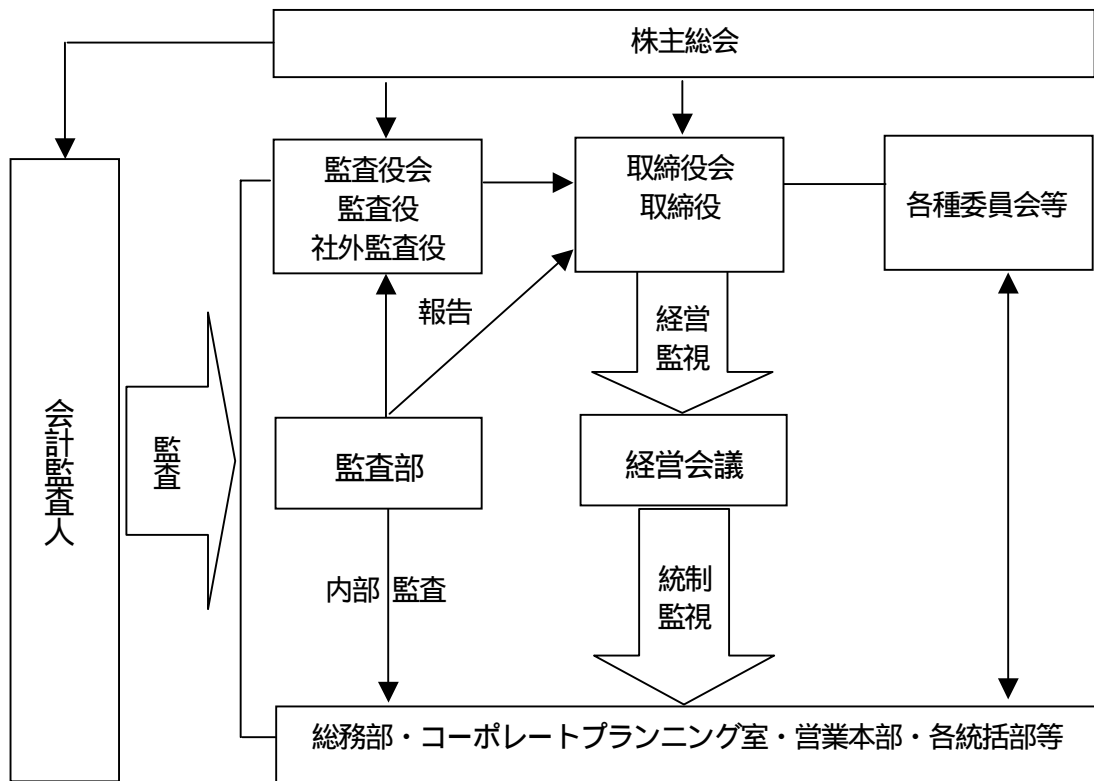 株主総会
監査役会
監査役
社外監査役
取締役会
取締役
各種委員会等
報告
経営
監視
会計監査人
監査
監査部
経営会議
内部 監査
統制
監視
総務部・コーポレートプランニング室・営業本部・各統括部等